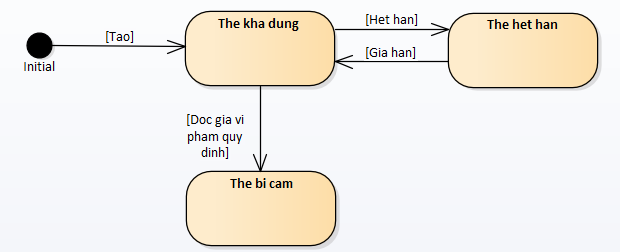 The kha dung
[Het han]
The het han
[Tao]
[Gia han]
Initial
[Doc gia vi
pham quy
dinh]
The bi cam